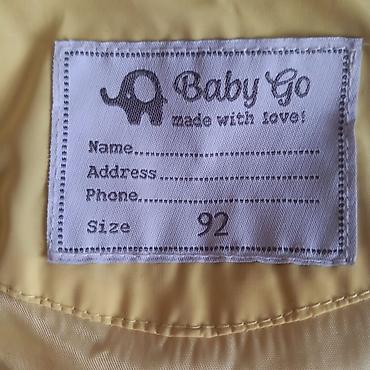 Baby Go
made with love!
Name
Address
Phone
Size 92